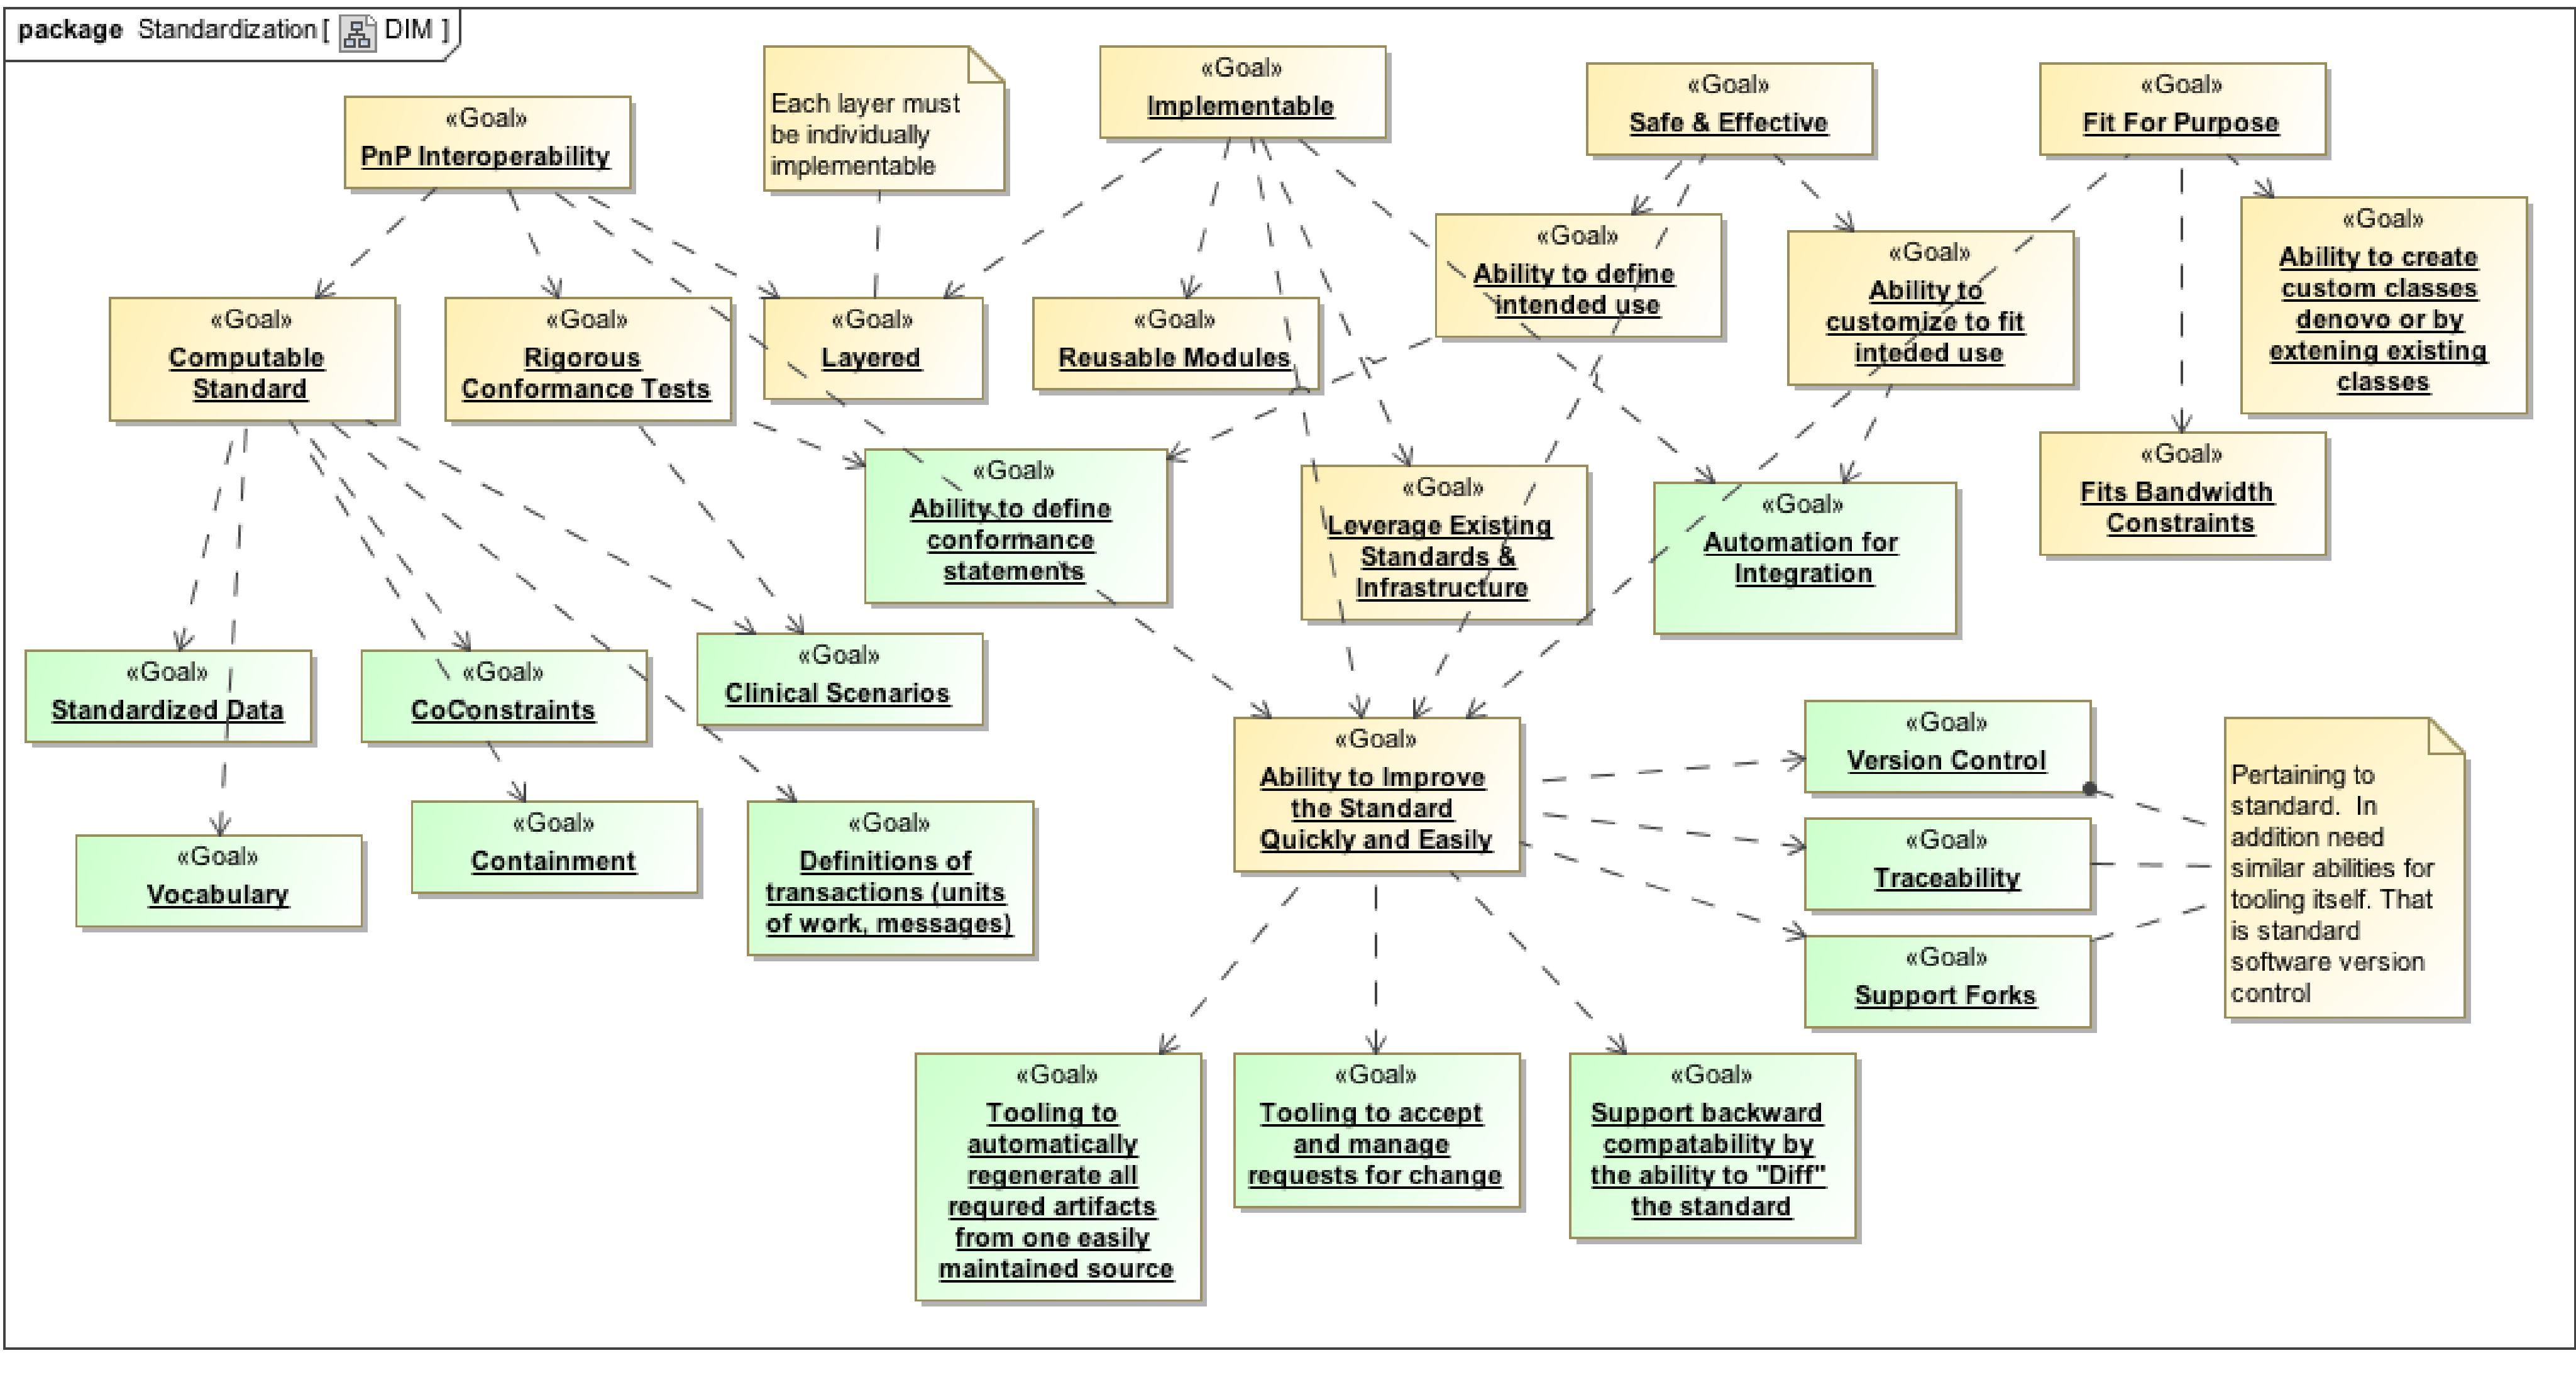 package Standardization [ DIM ]
«Goal»
PnP Interoperability
Each layer must
be individually
implementable
«Goal»
Implementable
«Goal»
Safe & Effective
«Goal»
Fit For Purpose
«Goal»
Computable
Standard
«Goal»
Rigorous
Conformance Tests
«Goal»
Layered
«Goal»
Reusable Modules
«Goal»
Ability to define
intended use
«Goal»
Ability to
customize to fit
inteded use
«Goal»
Ability to create
custom classes
denovo or by
extening existing
classes
«Goal»
Ability to define
conformance
statements
«Goal»
Leverage Existing
Standards &
Infrastructure
«Goal»
Automation for
Integration
«Goal»
Fits Bandwidth
Constraints
«Goal»
Standardized Data
«Goal»
CoConstraints
«Goal»
Clinical Scenarios
«Goal»
Vocabulary
«Goal»
Containment
«Goal»
Definitions of
transactions (units
of work, messages)
«Goal»
Ability to Improve
the Standard
Quickly and Easily
«Goal»
Version Control
«Goal»
Traceability
«Goal»
Support Forks
Pertaining to
standard. In
addition need
similar abilities for
tooling itself. That
is standard
software version
control
«Goal»
Tooling to
automatically
regenerate all
requred artifacts
from one easily
maintained source
«Goal»
Tooling to accept
and manage
requests for change
«Goal»
Support backward
compatability by
the ability to "Diff"
the standard